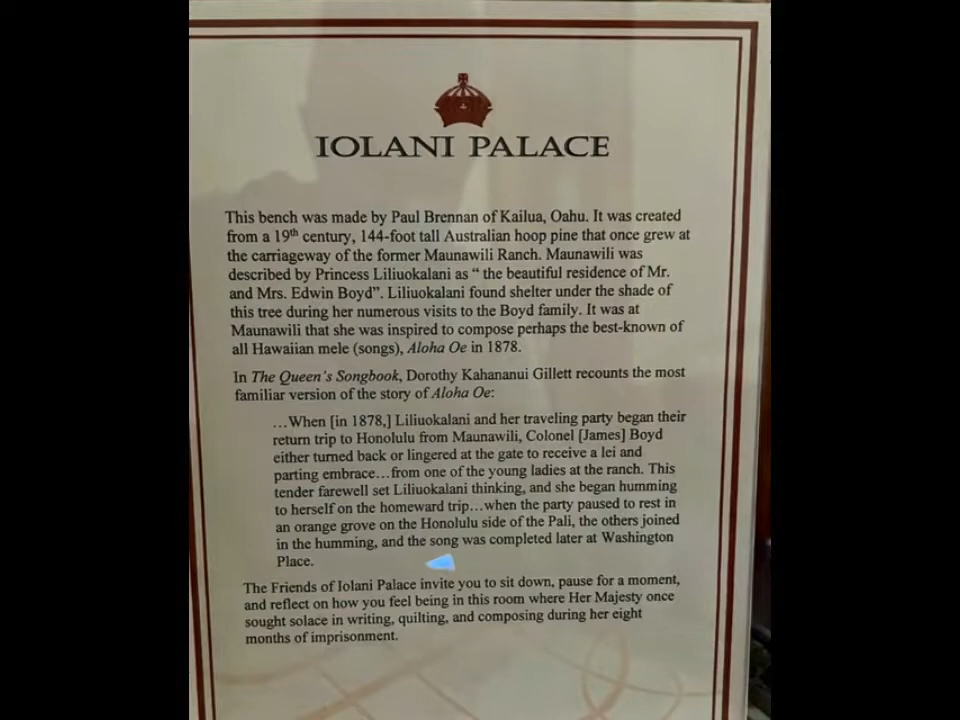 IOLANI PALACE
This bench was made by Paul Brennan of Kailua, Oahu. It was created
from a 19th century, 144-foot tall Australian hoop pine that once grew at
the carriageway of the former Maunawili Ranch. Maunawili was
described by Princess Liliuokalani as “ the beautiful residence of Mr.
and Mrs. Edwin Boyd”. Liliuokalani found shelter under the shade of
this tree during her numerous visits to the Boyd family. It was at
Maunawili that she was inspired to compose perhaps the best-known of
all Hawaiian mele (songs), Aloha Oe in 1878.
In The Queen’s Songbook, Dorothy Kahananui Gillett recounts the most
familiar version of the story of Aloha Oe:
…When [in 1878,] Liliuokalani and her traveling party began their
return trip to Honolulu from Maunawili, Colonel [James] Boyd
either turned back or lingered at the gate to receive a lei and
parting embrace…from one of the young ladies at the ranch. This
tender farewell set Liliuokalani thinking, and she began humming
to herself on the homeward trip…when the party paused to rest in
an orange grove on the Honolulu side of the Pali, the others joined
in the humming, and the song was completed later at Washington
Place.
The Friends of Iolani Palace invite you to sit down, pause for a moment,
and reflect on how you feel being in this room where Her Majesty once
sought solace in writing, quilting, and composing during her eight
months of imprisonment.